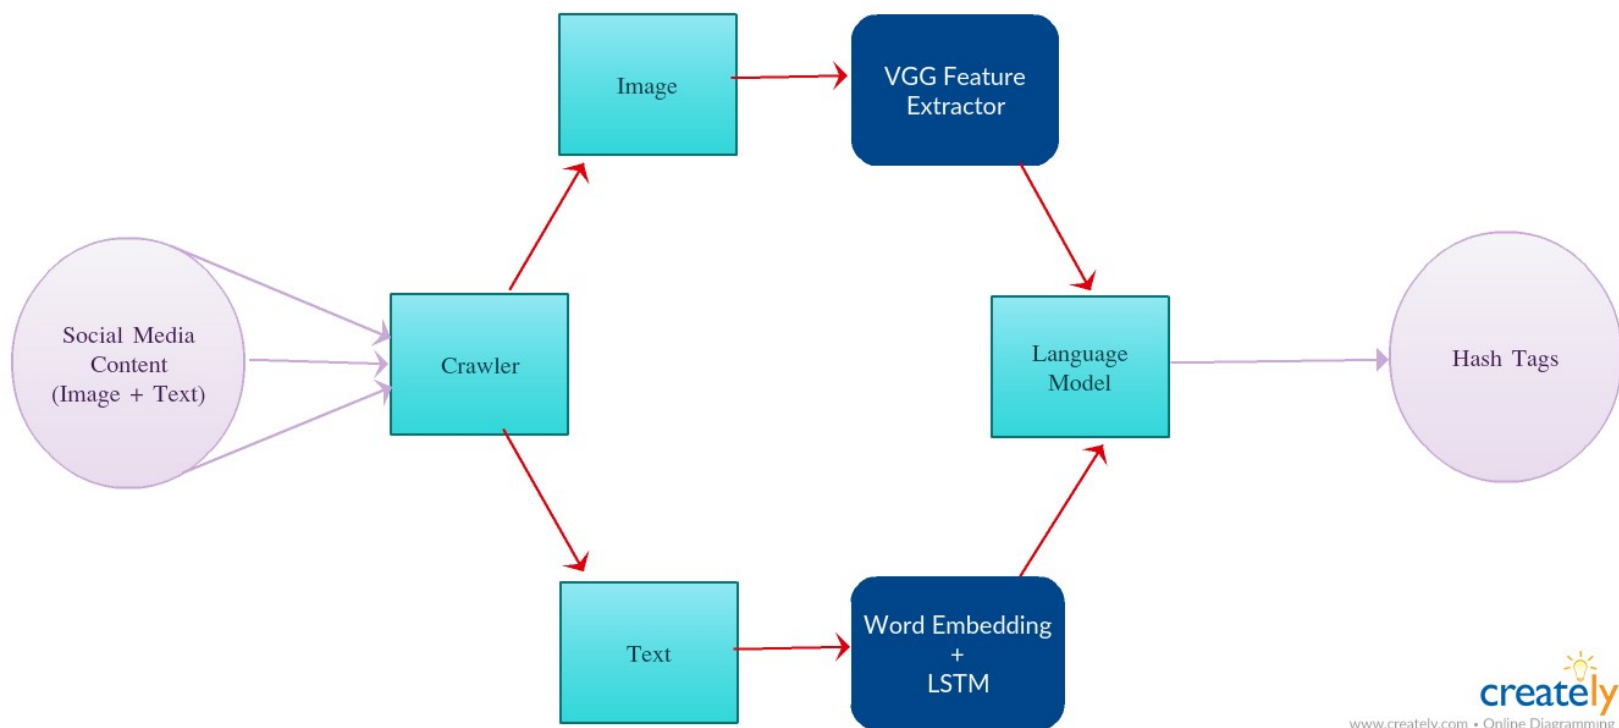 Image
VGG Feature
Extractor
Social Media
Content
(Image + Text)
Crawler
Language
Model
Hash Tags
Text
Word Embedding
+
LSTM
creately
www.creately.com • Online Diagramming